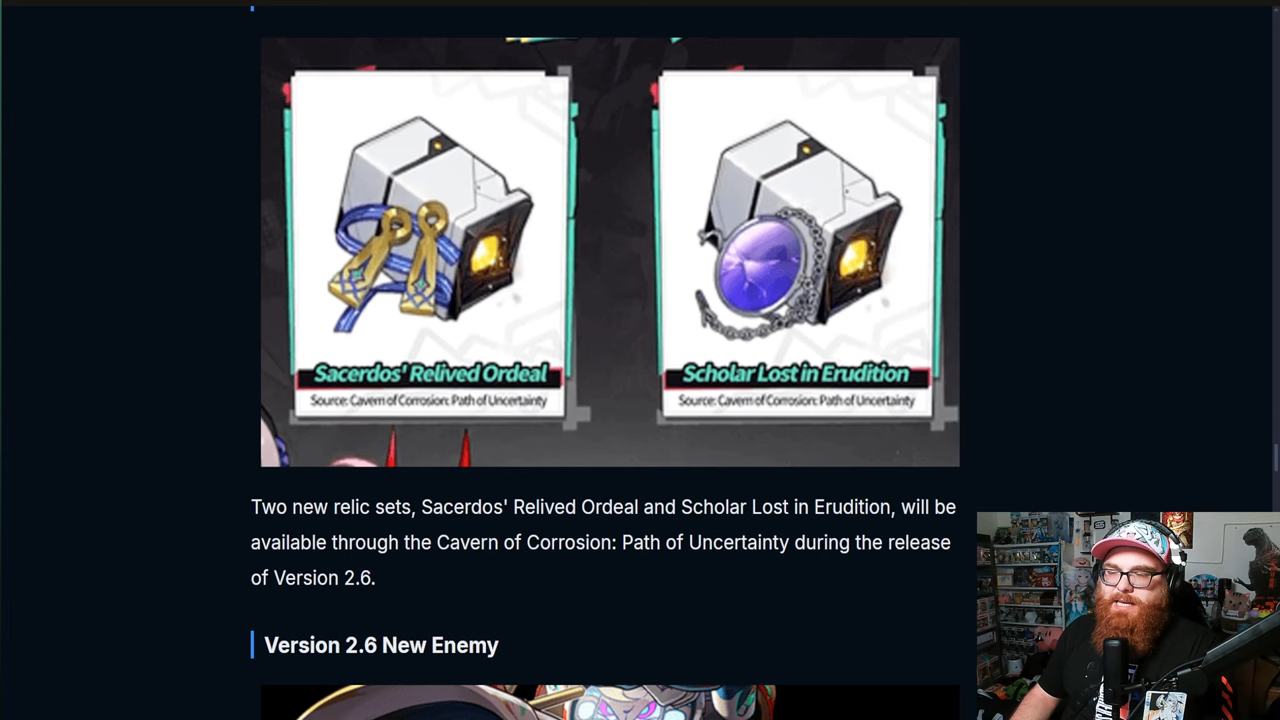 Sacerdos' Relived Ordeal
Source: Cavern of Corrosion: Path of Uncertainty
Scholar Lost in Erudition
Source: Cavern of Corrosion: Path of Uncertainty
Two new relic sets, Sacerdos' Relived Ordeal and Scholar Lost in Erudition, will be
available through the Cavern of Corrosion: Path of Uncertainty during the release
of Version 2.6.
Version 2.6 New Enemy